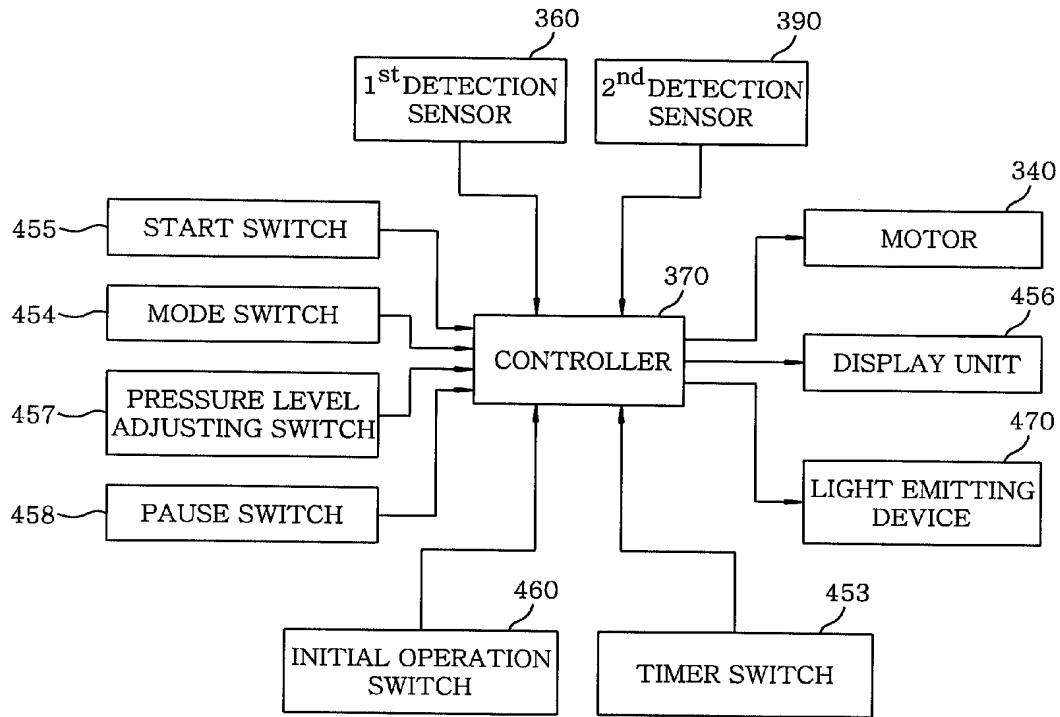 360
390
1st DETECTION
SENSOR
2nd DETECTION
SENSOR
340
455
START SWITCH
MOTOR
370
456
454
MODE SWITCH
CONTROLLER
DISPLAY UNIT
457
PRESSURE LEVEL
ADJUSTING SWITCH
470
458
PAUSE SWITCH
LIGHT EMITTING
DEVICE
460
453
INITIAL OPERATION
SWITCH
TIMER SWITCH